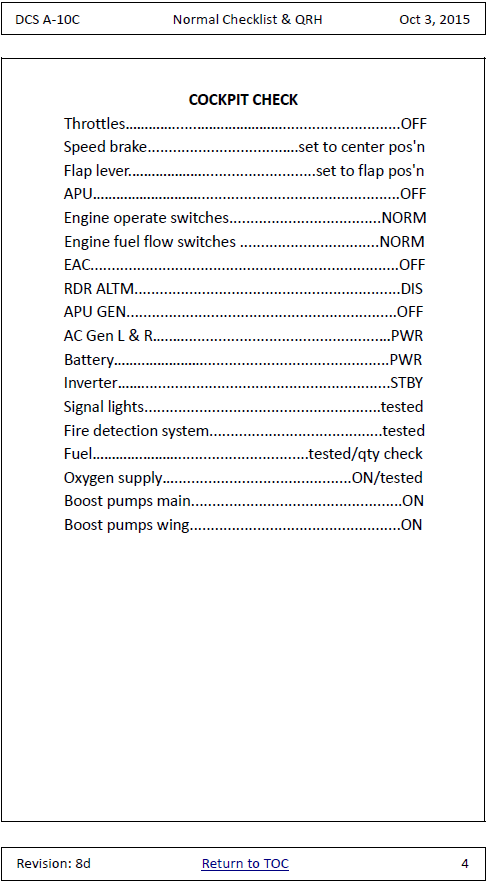 DCS A-10C Normal Checklist & QRH Oct 3, 2015
COCKPIT CHECK
Throttles.................................................................OFF
Speed brake....................................set to center pos'n
Flap lever.............................................set to flap pos'n
APU.........................................................................OFF
Engine operate switches....................................NORM
Engine fuel flow switches .................................NORM
EAC.........................................................................OFF
RDR ALTM...............................................................DIS
APU GEN................................................................OFF
AC Gen L & R.........................................................PWR
Battery..................................................................PWR
Inverter.................................................................STBY
Signal lights........................................................tested
Fire detection system.........................................tested
Fuel...................................................tested/qty check
Oxygen supply.............................................ON/tested
Boost pumps main..................................................ON
Boost pumps wing..................................................ON
Revision: 8d Return to TOC 4